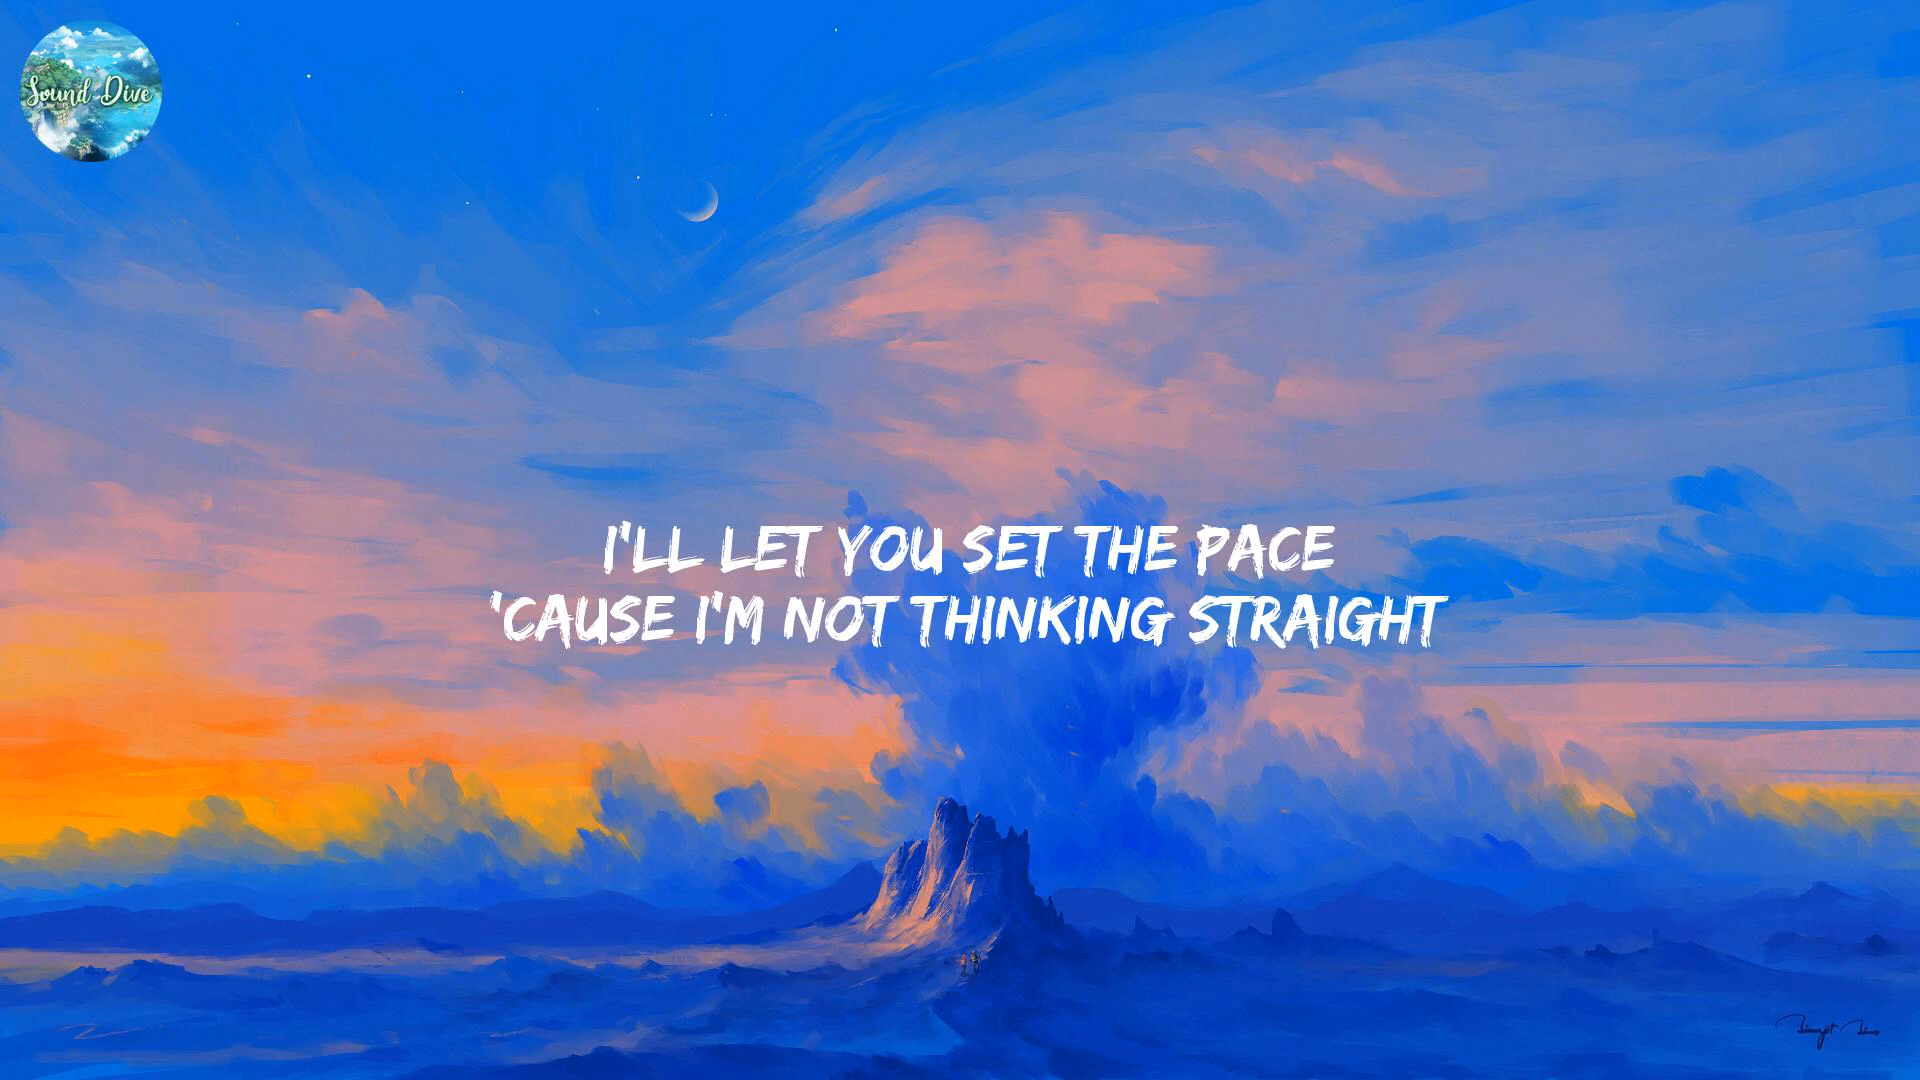 Sound Dive
I'LL LET YOU SET THE PACE
'CAUSE I'M NOT THINKING STRAIGHT